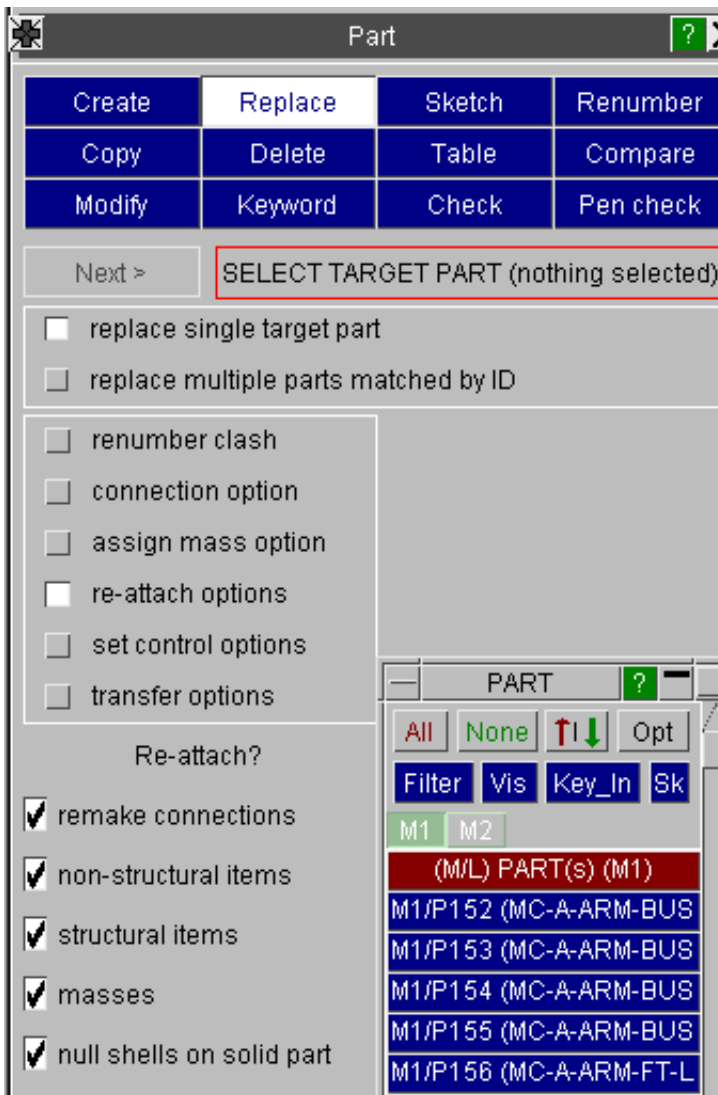 Part ?
Create Replace Sketch Renumber
Copy Delete Table Compare
Modify Keyword Check Pen check
Next > SELECT TARGET PART (nothing selected)
replace single target part
replace multiple parts matched by ID
renumber clash
connection option
assign mass option
re-attach options
set control options
transfer options
Re-attach?
remake connections
non-structural items
structural items
masses
null shells on solid part
PART ?
All None Opt
Filter Vis Key_In Sk
M1 M2
(M/L) PART(s) (M1)
M1/P152 (MC-A-ARM-BUS
M1/P153 (MC-A-ARM-BUS
M1/P154 (MC-A-ARM-BUS
M1/P155 (MC-A-ARM-BUS
M1/P156 (MC-A-ARM-FT-L